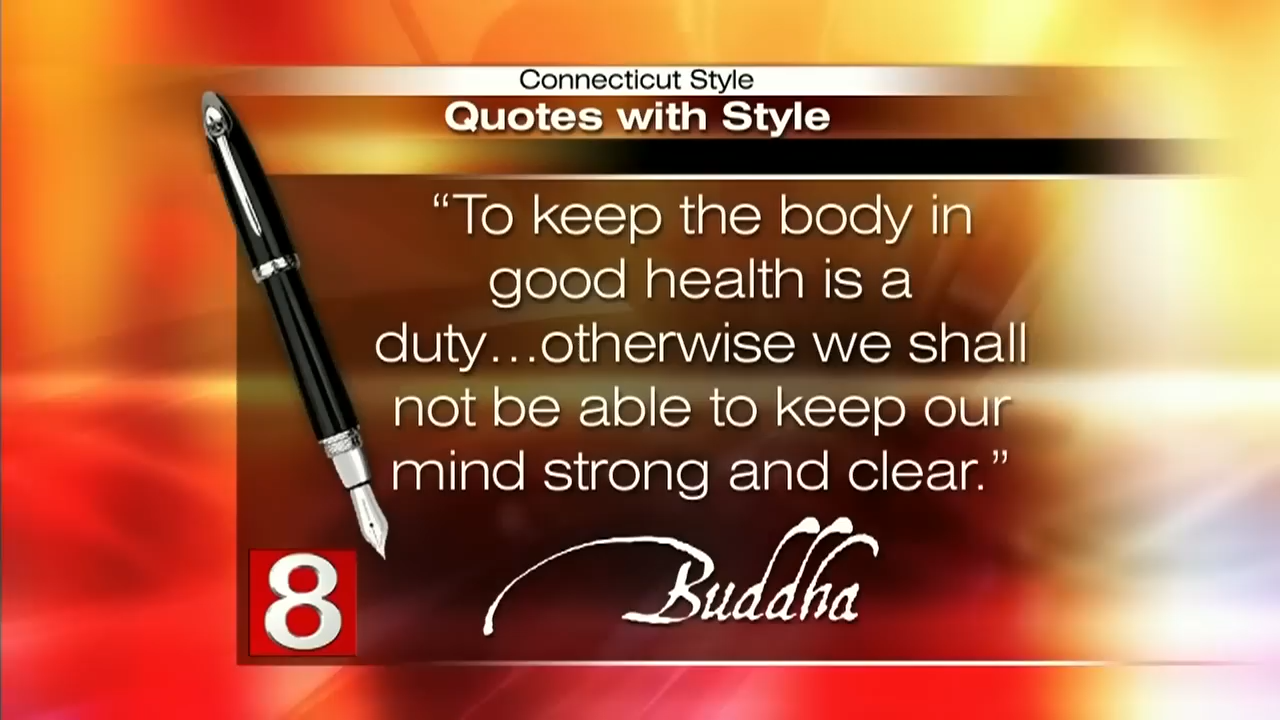 Connecticut Style
Quotes with Style
“To keep the body in
good health is a
duty...otherwise we shall
not be able to keep our
mind strong and clear.”
Buddha
8